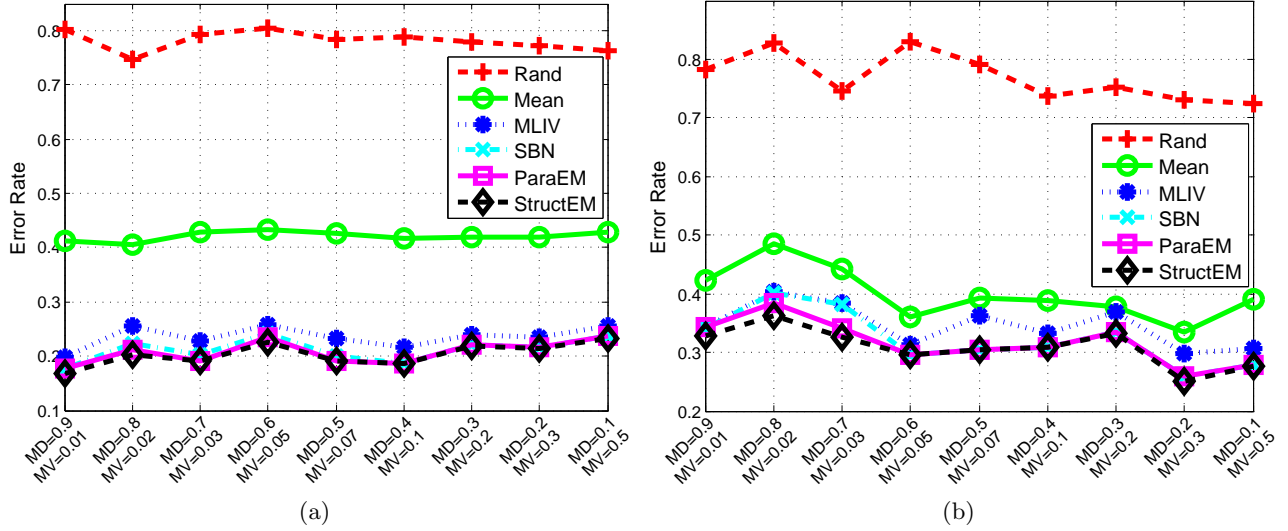 0.8
0.7
0.6
0.5
0.4
0.3
0.2
0.1
Error Rate
Rand
Mean
MLIV
SBN
ParaEM
StructEM
MD=0.9
MV=0.01
MD=0.8
MV=0.02
MD=0.7
MV=0.03
MD=0.6
MV=0.05
MD=0.5
MV=0.07
MD=0.4
MV=0.1
MD=0.3
MV=0.2
MD=0.2
MV=0.3
MD=0.1
MV=0.5
(a)
0.8
0.7
0.6
0.5
0.4
0.3
0.2
Error Rate
Rand
Mean
MLIV
SBN
ParaEM
StructEM
MD=0.9
MV=0.01
MD=0.8
MV=0.02
MD=0.7
MV=0.03
MD=0.6
MV=0.05
MD=0.5
MV=0.07
MD=0.4
MV=0.1
MD=0.3
MV=0.2
MD=0.2
MV=0.3
MD=0.1
MV=0.5
(b)